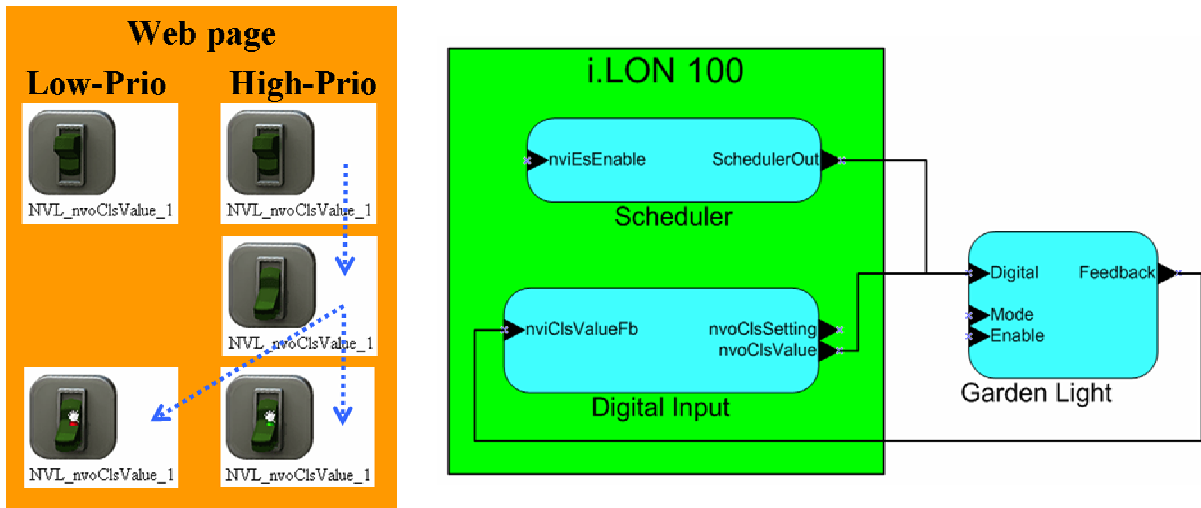 Web page
Low-Prio
High-Prio
NVL_nvoClsValue_1
NVL_nvoClsValue_1
NVL_nvoClsValue_1
NVL_nvoClsValue_1
NVL_nvoClsValue_1
i.LON 100
nviEsEnable
SchedulerOut
Scheduler
nviClsValueFb
nvoClsSetting
nvoClsValue
Digital Input
Digital
Feedback
Mode
Enable
Garden Light